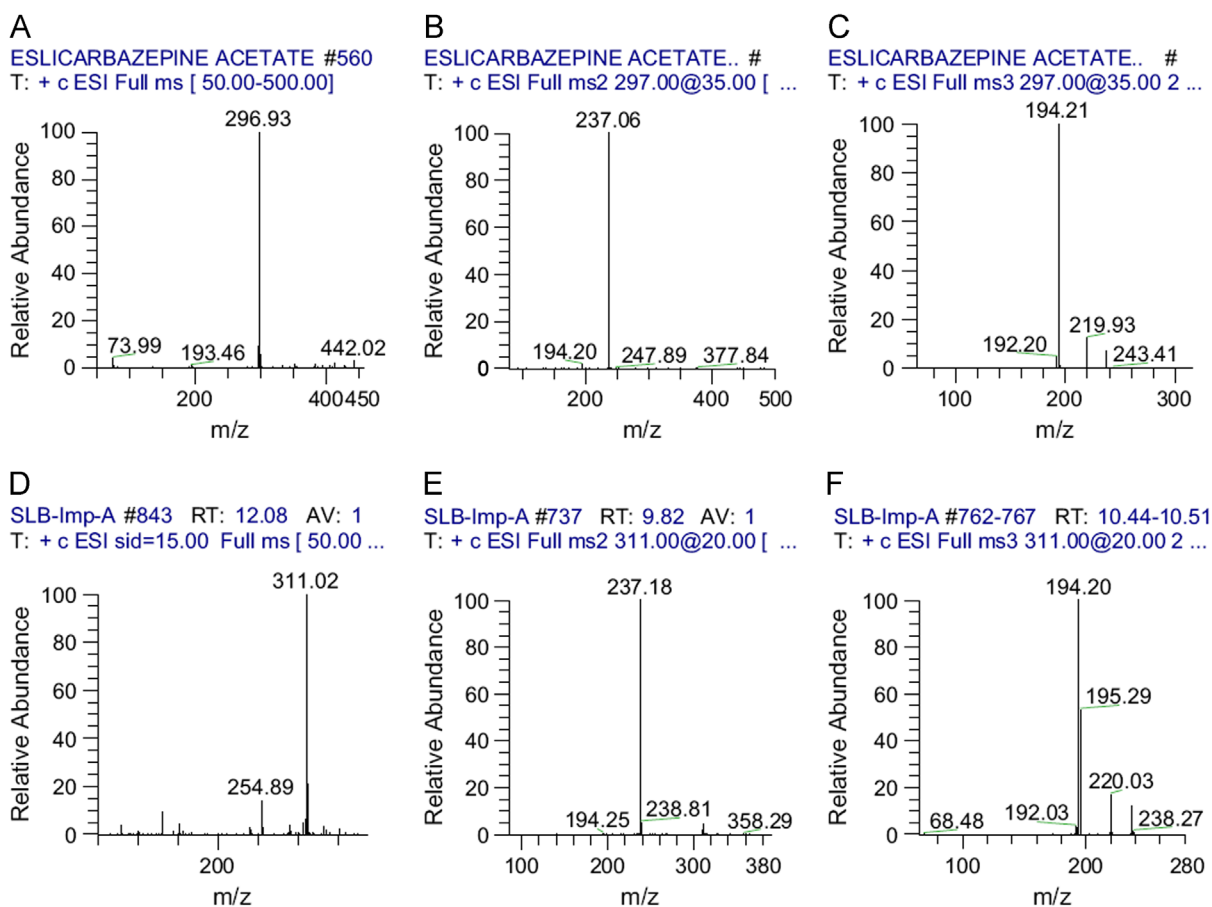 A
ESLICARBAZEPINE ACETATE #560
T: + c ESI Full ms [ 50.00-500.00]
296.93
100
80
60
40
20
0
Relative Abundance
73.99
193.46
442.02
200
400
450
m/z
B
ESLICARBAZEPINE ACETATE.. #
T: + c ESI Full ms2 297.00@35.00 [ ...
237.06
100
80
60
40
20
0
Relative Abundance
194.20
247.89
377.84
200
400
500
m/z
C
ESLICARBAZEPINE ACETATE.. #
T: + c ESI Full ms3 297.00@35.00 2 ...
194.21
100
80
60
40
20
0
Relative Abundance
192.20
219.93
243.41
100
200
300
m/z
D
SLB-Imp-A #843 RT: 12.08 AV: 1
T: + c ESI sid=15.00 Full ms [ 50.00 ...
311.02
100
80
60
40
20
0
Relative Abundance
254.89
200
m/z
E
SLB-Imp-A #737 RT: 9.82 AV: 1
T: + c ESI Full ms2 311.00@20.00 [ ...
237.18
100
80
60
40
20
0
Relative Abundance
194.25
238.81
358.29
100
200
300
380
m/z
F
SLB-Imp-A #762-767 RT: 10.44-10.51
T: + c ESI Full ms3 311.00@20.00 2 ...
194.20
100
80
60
40
20
0
Relative Abundance
195.29
220.03
192.03
68.48
238.27
100
200
280
m/z